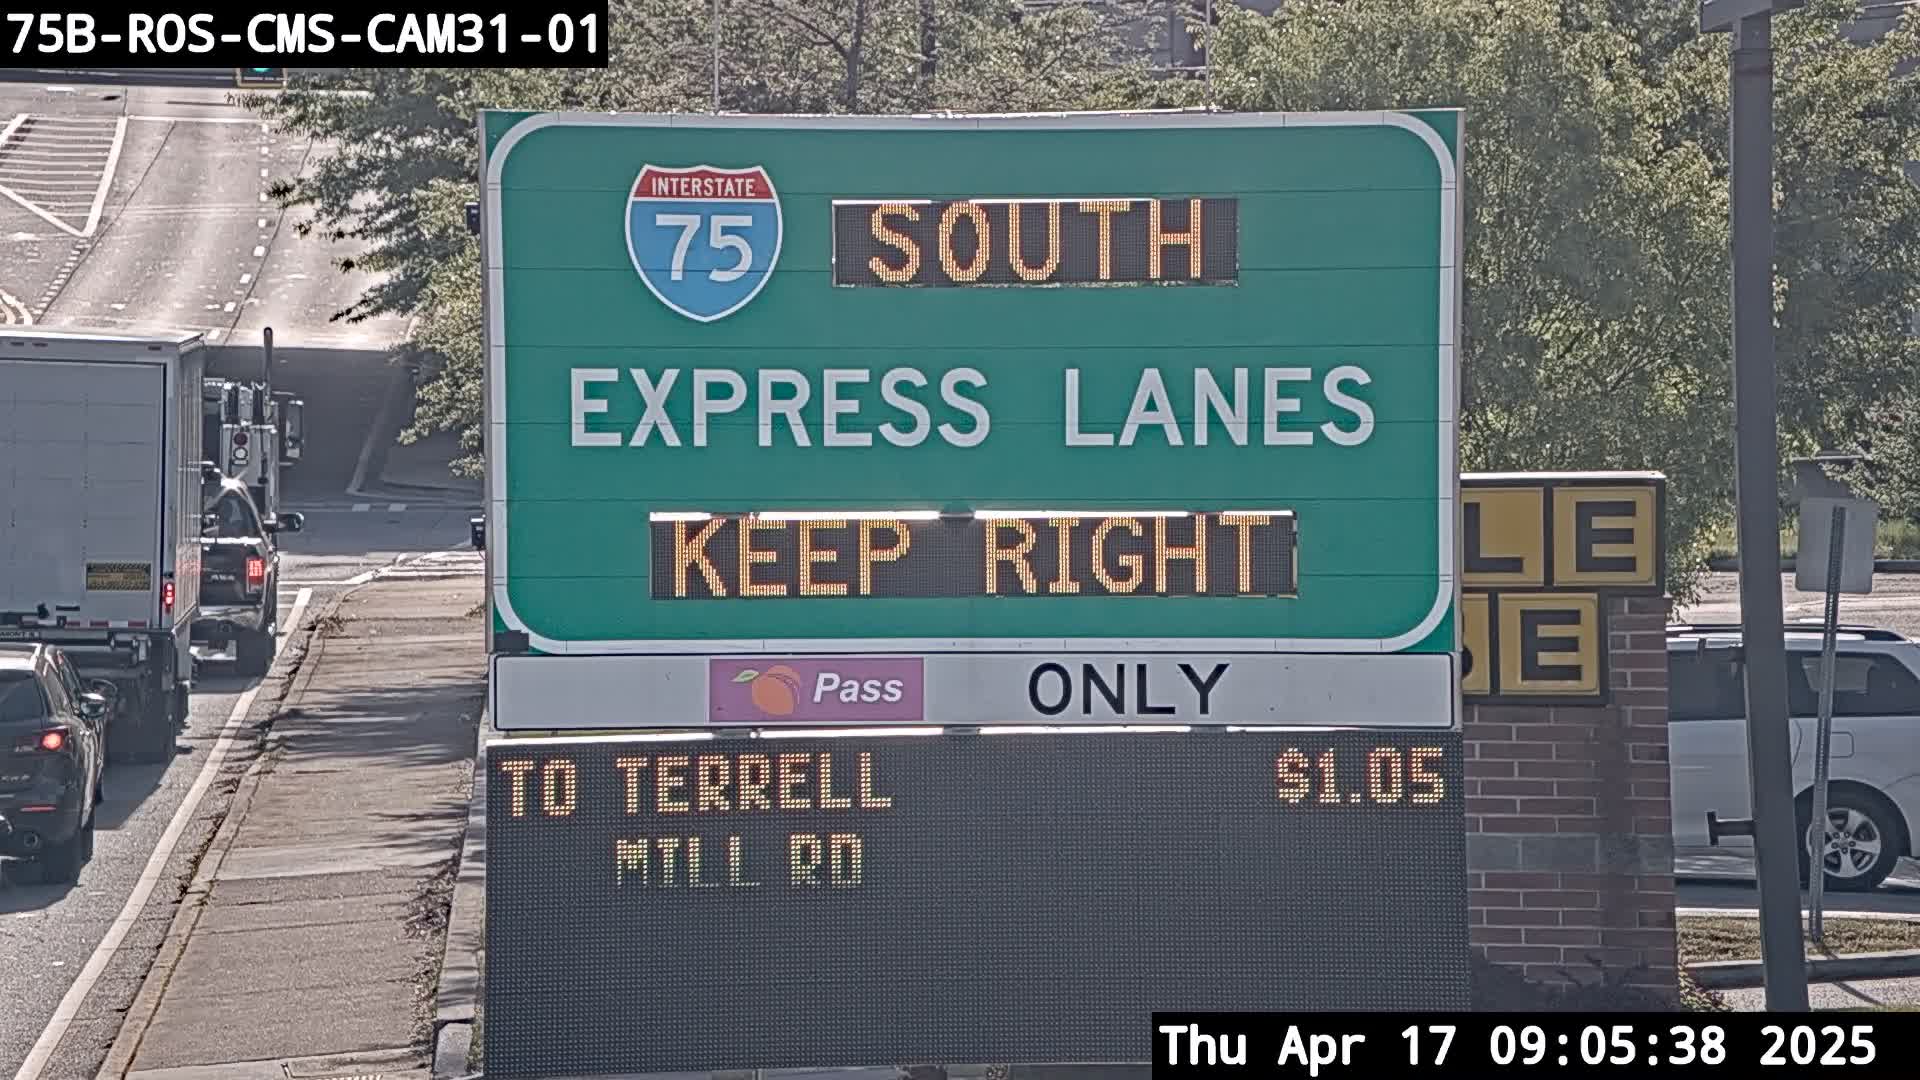 75B-ROS-CMS-CAM31-01
INTERSTATE
75
SOUTH
EXPRESS LANES
KEEP RIGHT
Pass ONLY
TO TERRELL $1.05
MILL RD
LE
E
Thu Apr 17 09:05:38 2025